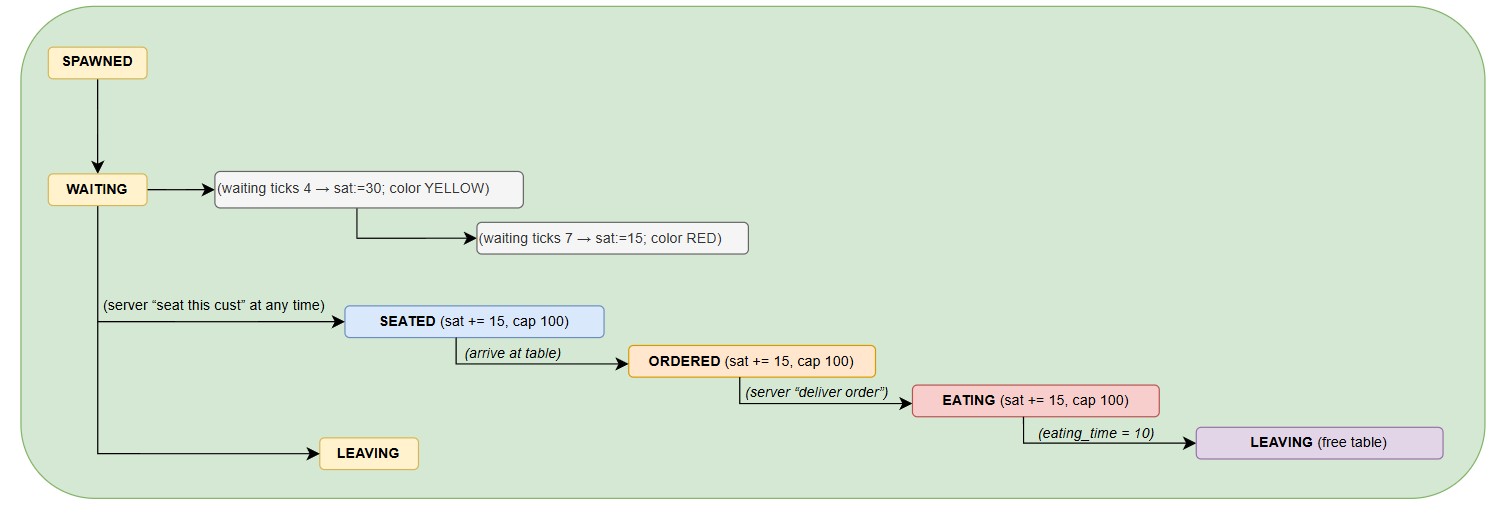 SPAWNED
WAITING
(waiting ticks 4 → sat:=30; color YELLOW)
(waiting ticks 7 → sat:=15; color RED)
(server “seat this cust” at any time)
SEATED (sat += 15, cap 100)
(arrive at table)
ORDERED (sat += 15, cap 100)
(server “deliver order”)
EATING (sat += 15, cap 100)
(eating_time = 10)
LEAVING (free table)
LEAVING